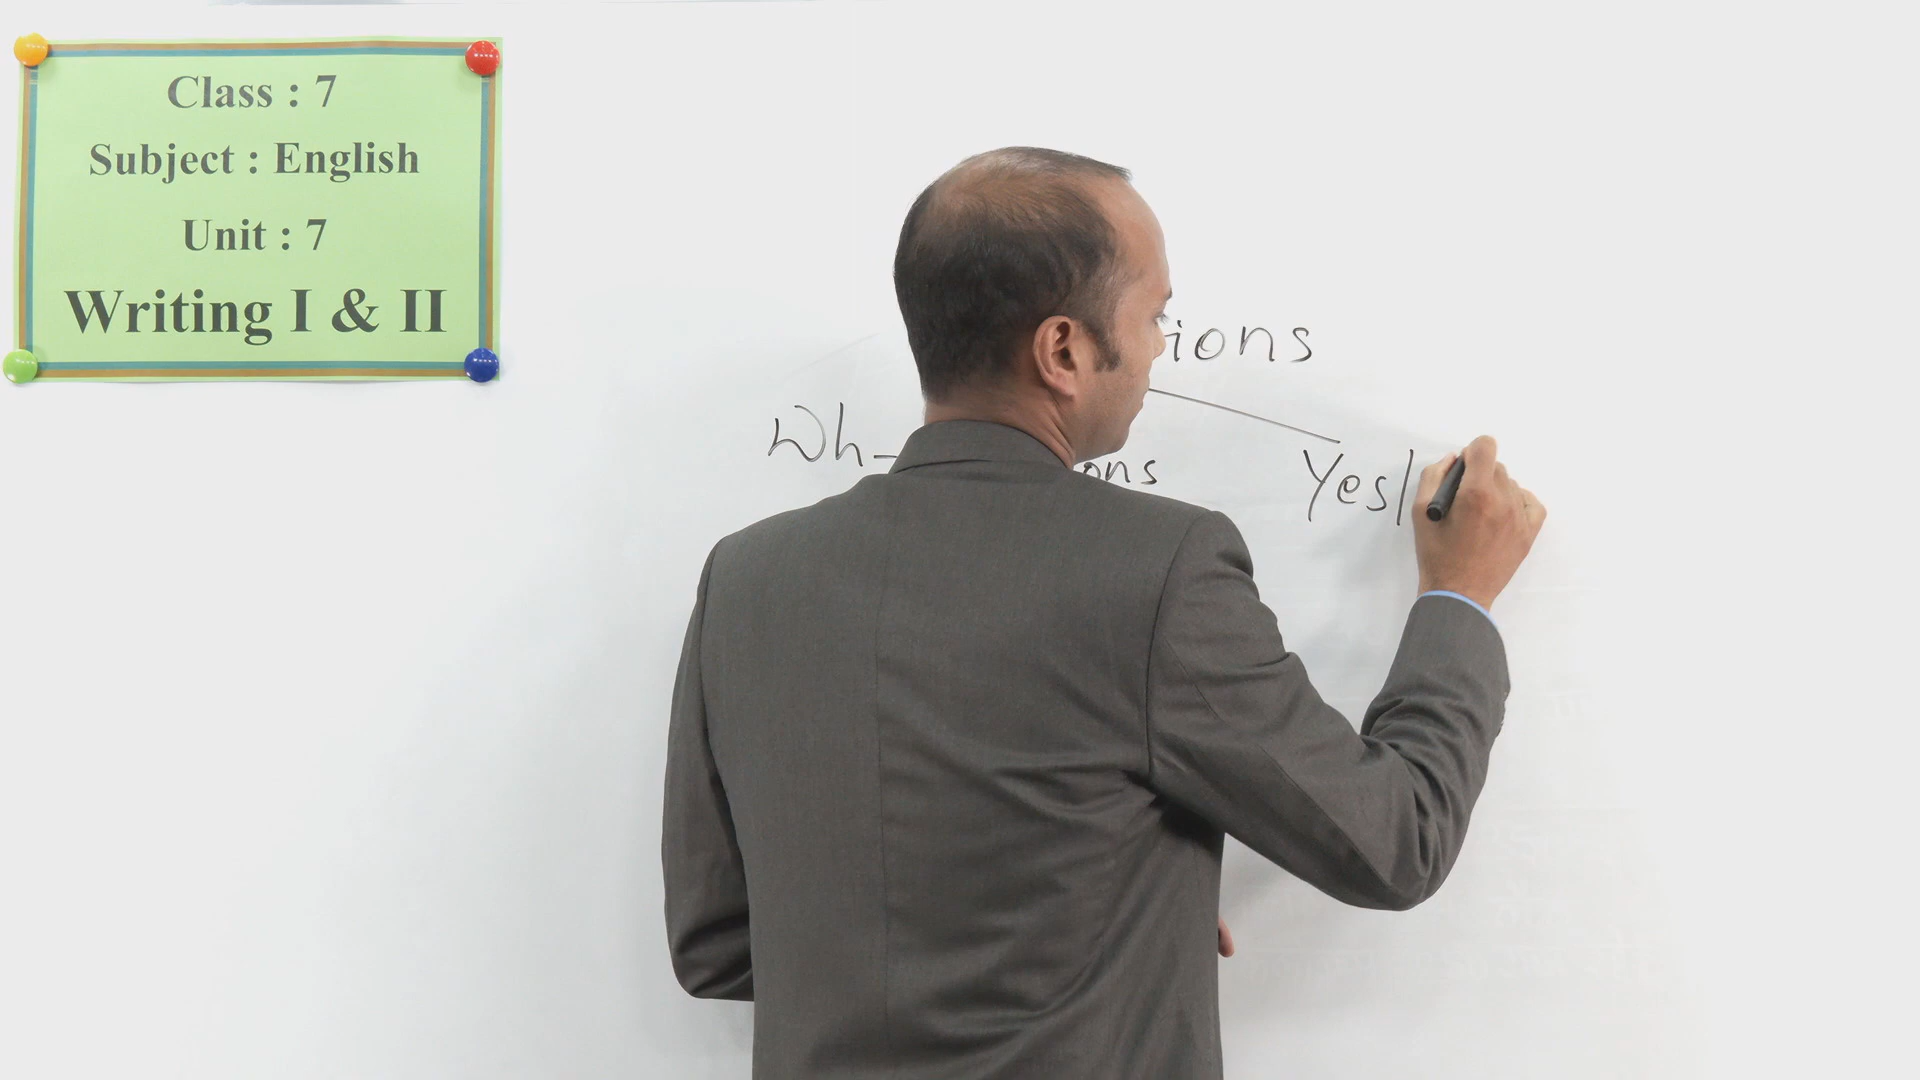 Class : 7
Subject : English
Unit : 7
Writing I & II
ions
Wh- ons
Yes/